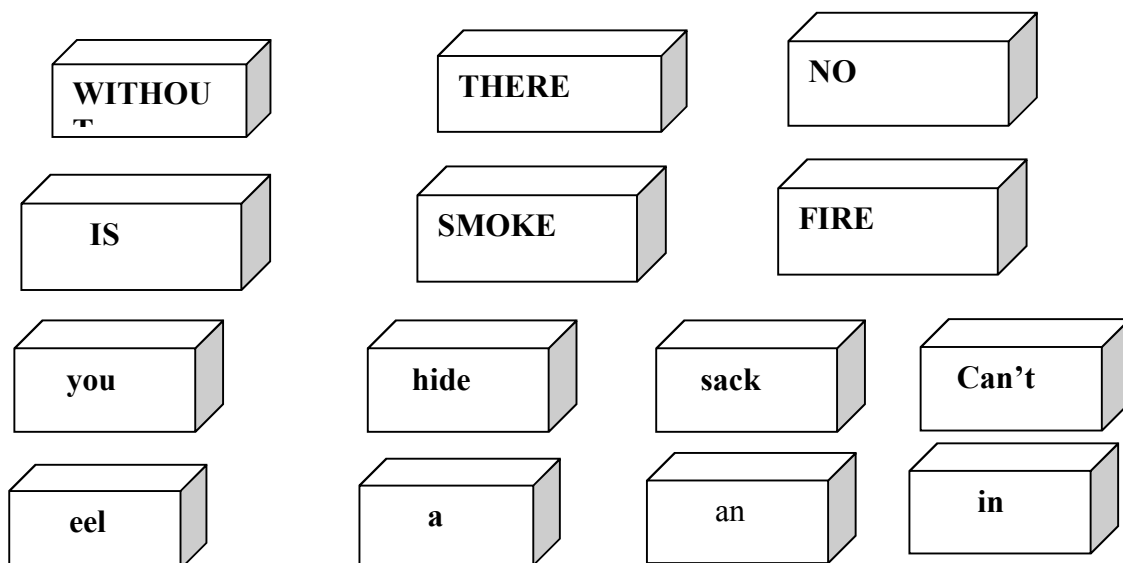 WITHOU
T
THERE
NO
IS
SMOKE
FIRE
you
hide
sack
Can’t
eel
a
an
in